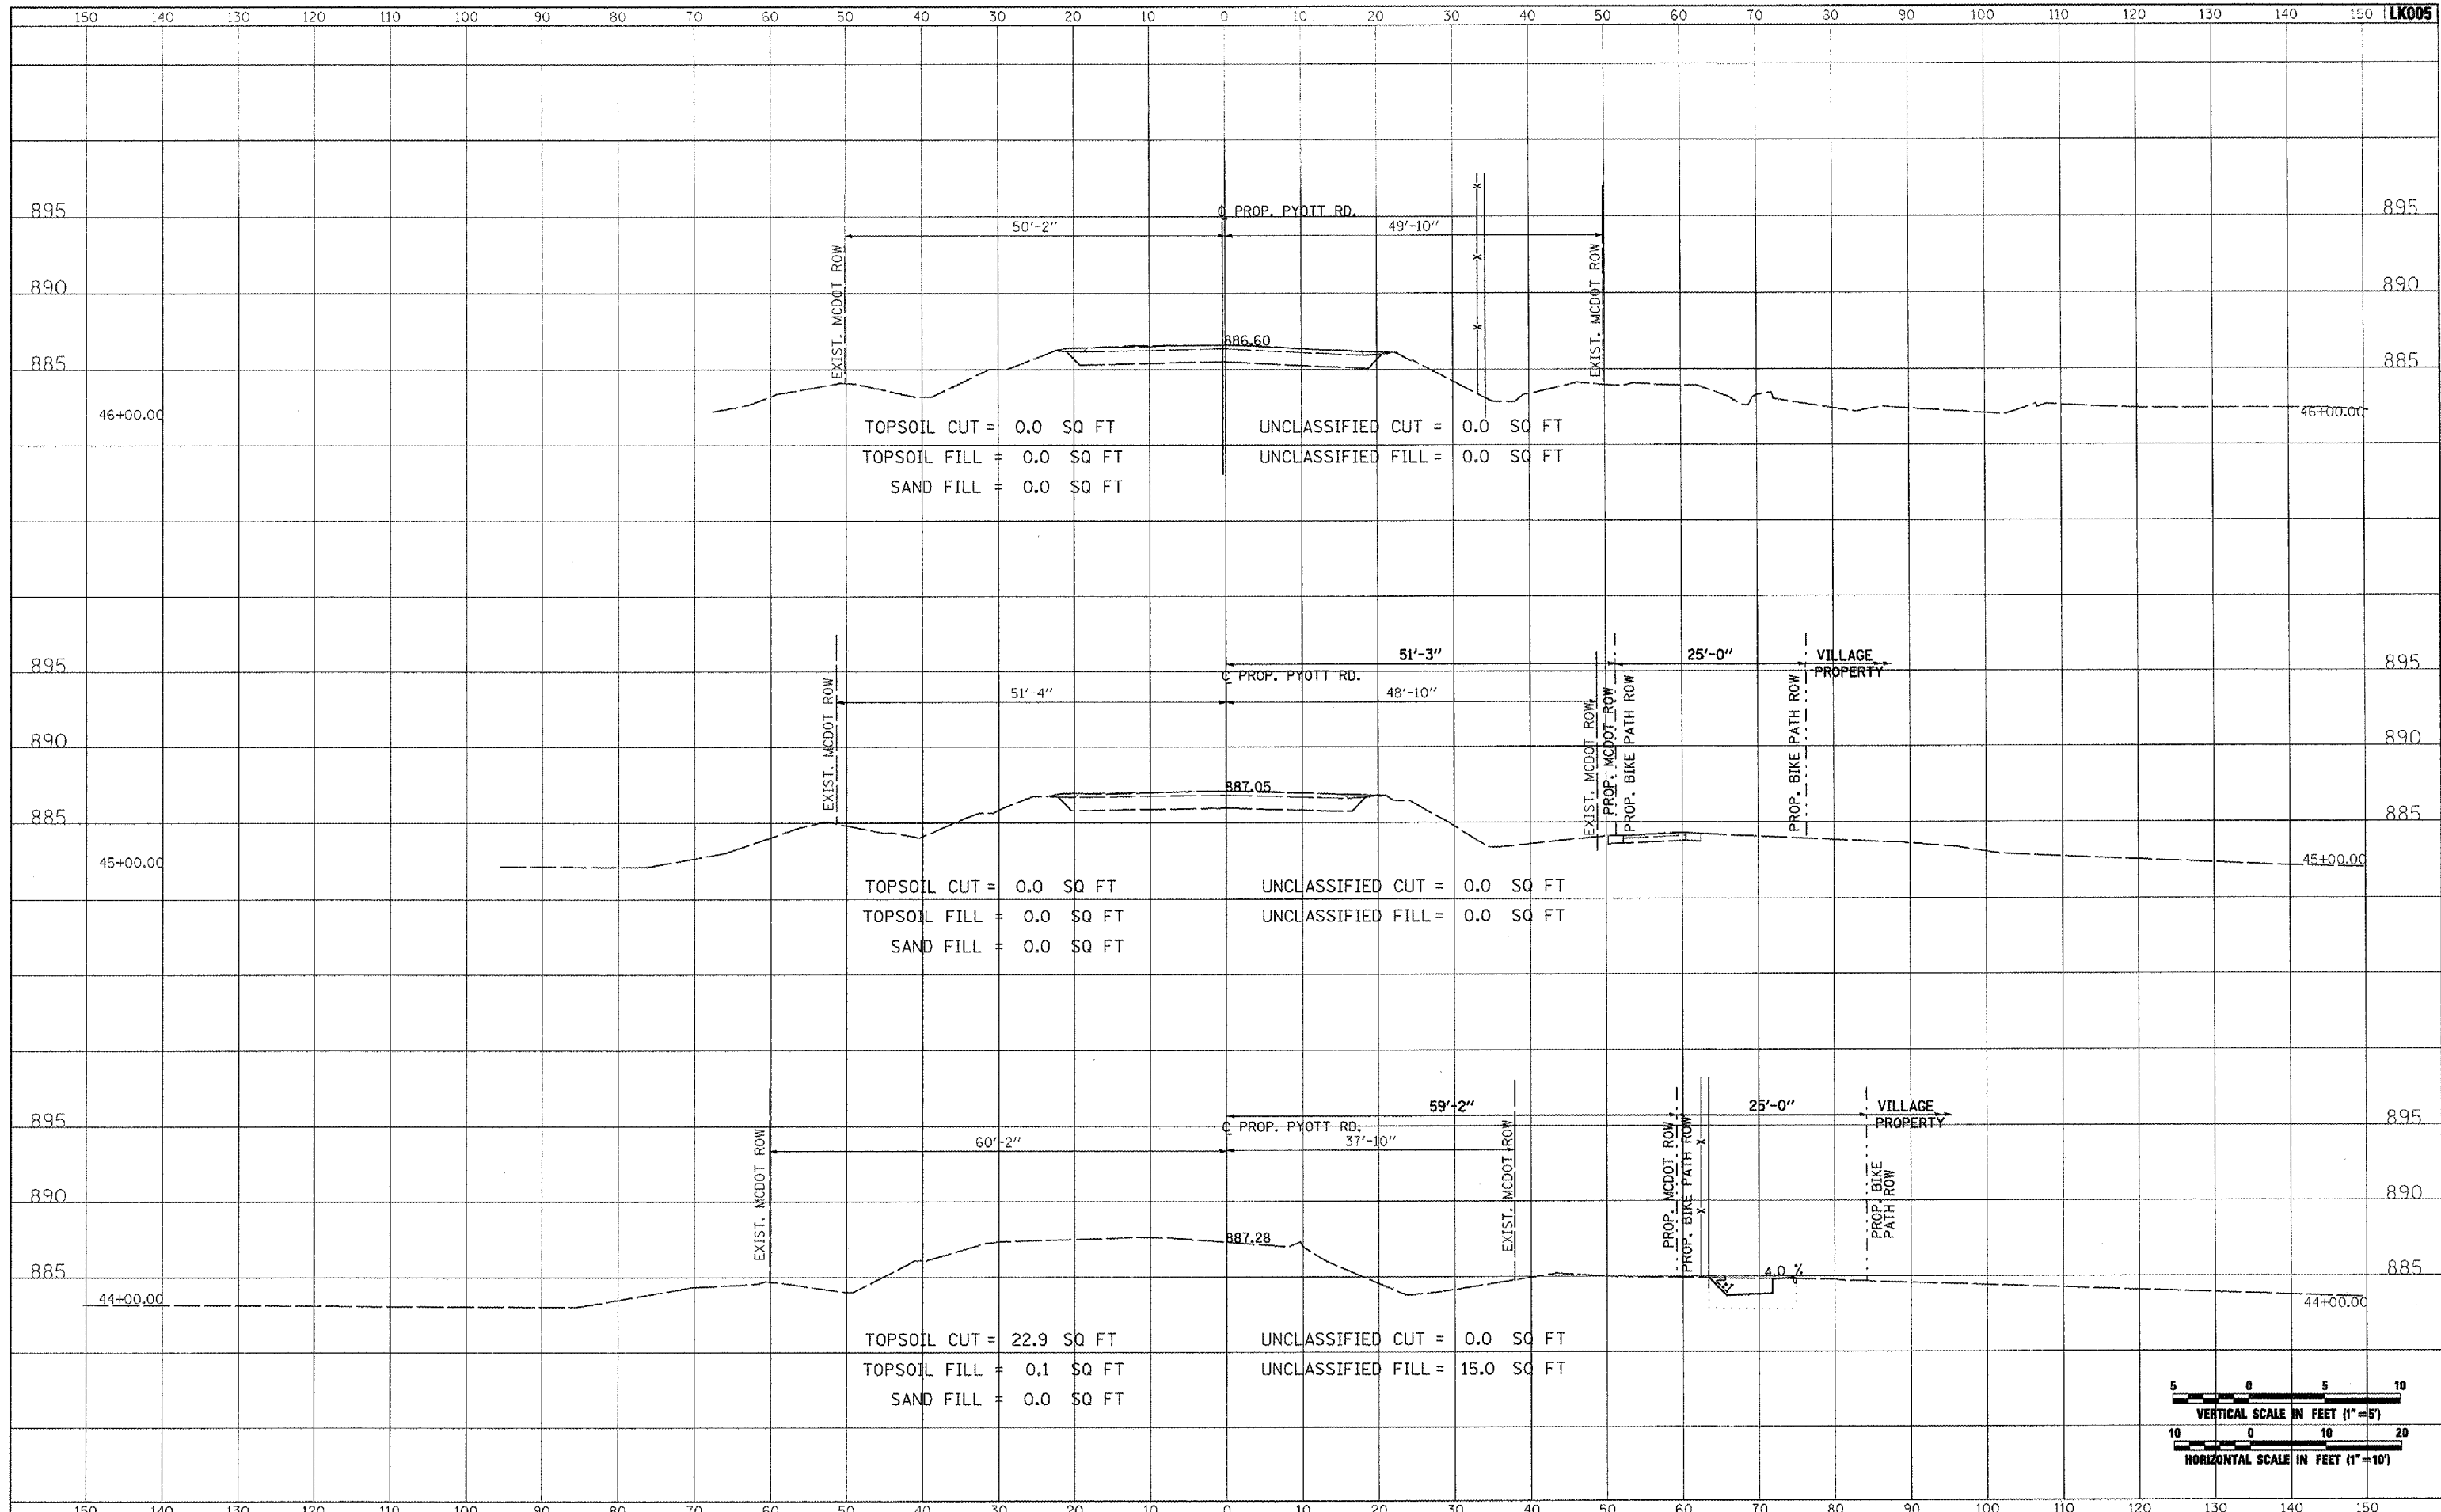 150 140 130 120 110 100 90 80 70 60 50 40 30 20 10 0 10 20 30 40 50 60 70 80 90 100 110 120 130 140 150 LK005
895 895
℄ PROP. PYOTT RD.
50'-2" 49'-10"
EXIST. MCDOT ROW
EXIST. MCDOT ROW
X
X
X
890 890
886.60
885 885
46+00.00 46+00.00
TOPSOIL CUT = 0.0 SQ FT UNCLASSIFIED CUT = 0.0 SQ FT
TOPSOIL FILL = 0.0 SQ FT UNCLASSIFIED FILL = 0.0 SQ FT
SAND FILL = 0.0 SQ FT
51'-3" 25'-0" VILLAGE PROPERTY
895 895
℄ PROP. PYOTT RD.
51'-4" 48'-10"
EXIST. MCDOT ROW
EXIST. MCDOT ROW
PROP. MCDOT ROW
PROP. BIKE PATH ROW
PROP. BIKE PATH ROW
890 890
887.05
885 885
45+00.00 45+00.00
TOPSOIL CUT = 0.0 SQ FT UNCLASSIFIED CUT = 0.0 SQ FT
TOPSOIL FILL = 0.0 SQ FT UNCLASSIFIED FILL = 0.0 SQ FT
SAND FILL = 0.0 SQ FT
59'-2" 25'-0" VILLAGE PROPERTY
895 895
℄ PROP. PYOTT RD.
60'-2" 37'-10"
EXIST. MCDOT ROW
EXIST. MCDOT ROW
PROP. MCDOT ROW
PROP. BIKE PATH ROW
X
X
PROP. BIKE
PATH ROW
890 890
887.28
885 885
4.0 %
44+00.00 44+00.00
TOPSOIL CUT = 22.9 SQ FT UNCLASSIFIED CUT = 0.0 SQ FT
TOPSOIL FILL = 0.1 SQ FT UNCLASSIFIED FILL = 15.0 SQ FT
SAND FILL = 0.0 SQ FT
5 0 5 10
VERTICAL SCALE IN FEET (1"=5')
10 0 10 20
HORIZONTAL SCALE IN FEET (1"=10')
150 140 130 120 110 100 90 80 70 60 50 40 30 20 10 0 10 20 30 40 50 60 70 80 90 100 110 120 130 140 150